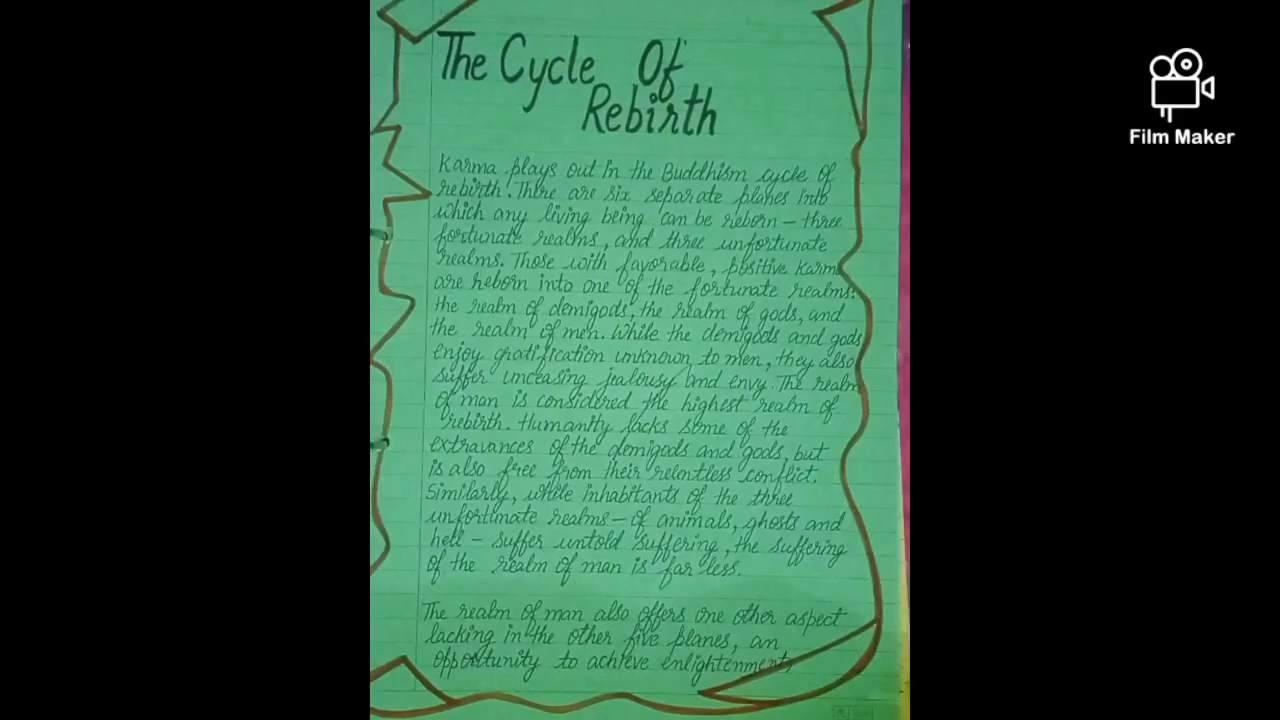 The Cycle Of
Rebirth
Karma plays out in the Buddhism cycle of
rebirth. There are six separate planes into
which any living being can be reborn – three
fortunate realms, and three unfortunate
realms. Those with favorable, positive Karma
are reborn into one of the fortunate realms:
the realm of demigods, the realm of gods, and
the realm of men. While the demigods and gods
enjoy gratification unknown to men, they also
suffer unceasing jealousy and envy. The realm
of man is considered the highest realm of
rebirth. Humanity lacks some of the
extravances of the demigods and gods, but
is also free from their relentless conflict.
Similarly, while inhabitants of the three
unfortunate realms – of animals, ghosts and
hell – suffer untold suffering, the suffering
of the realm of man is far less.
The realm of man also offers one other aspect
lacking in the other five planes, an
opportunity to achieve enlightenment,
Film Maker